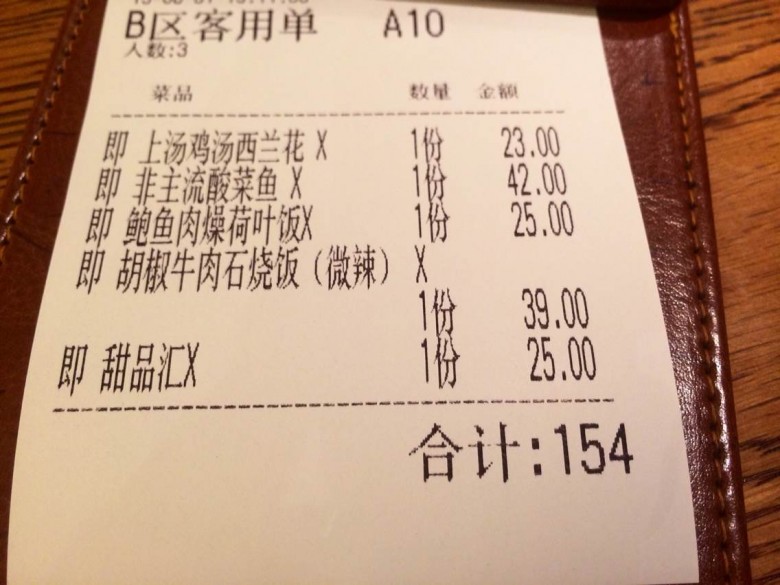 B区客用单 A10
人数:3
菜品 数量 金额
即 上汤鸡汤西兰花 X 1份 23.00
即 非主流酸菜鱼 X 1份 42.00
即 鲍鱼肉燥荷叶饭X 1份 25.00
即 胡椒牛肉石烧饭（微辣） X
1份 39.00
即 甜品汇X 1份 25.00
合计:154